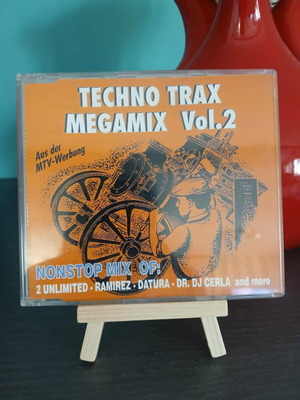 TECHNO TRAX
MEGAMIX Vol.2
Aus der
MTV-Werbung
NONSTOP MIX OF:
2 UNLIMITED - RAMIREZ - DATURA - DR. DJ CERLA and more